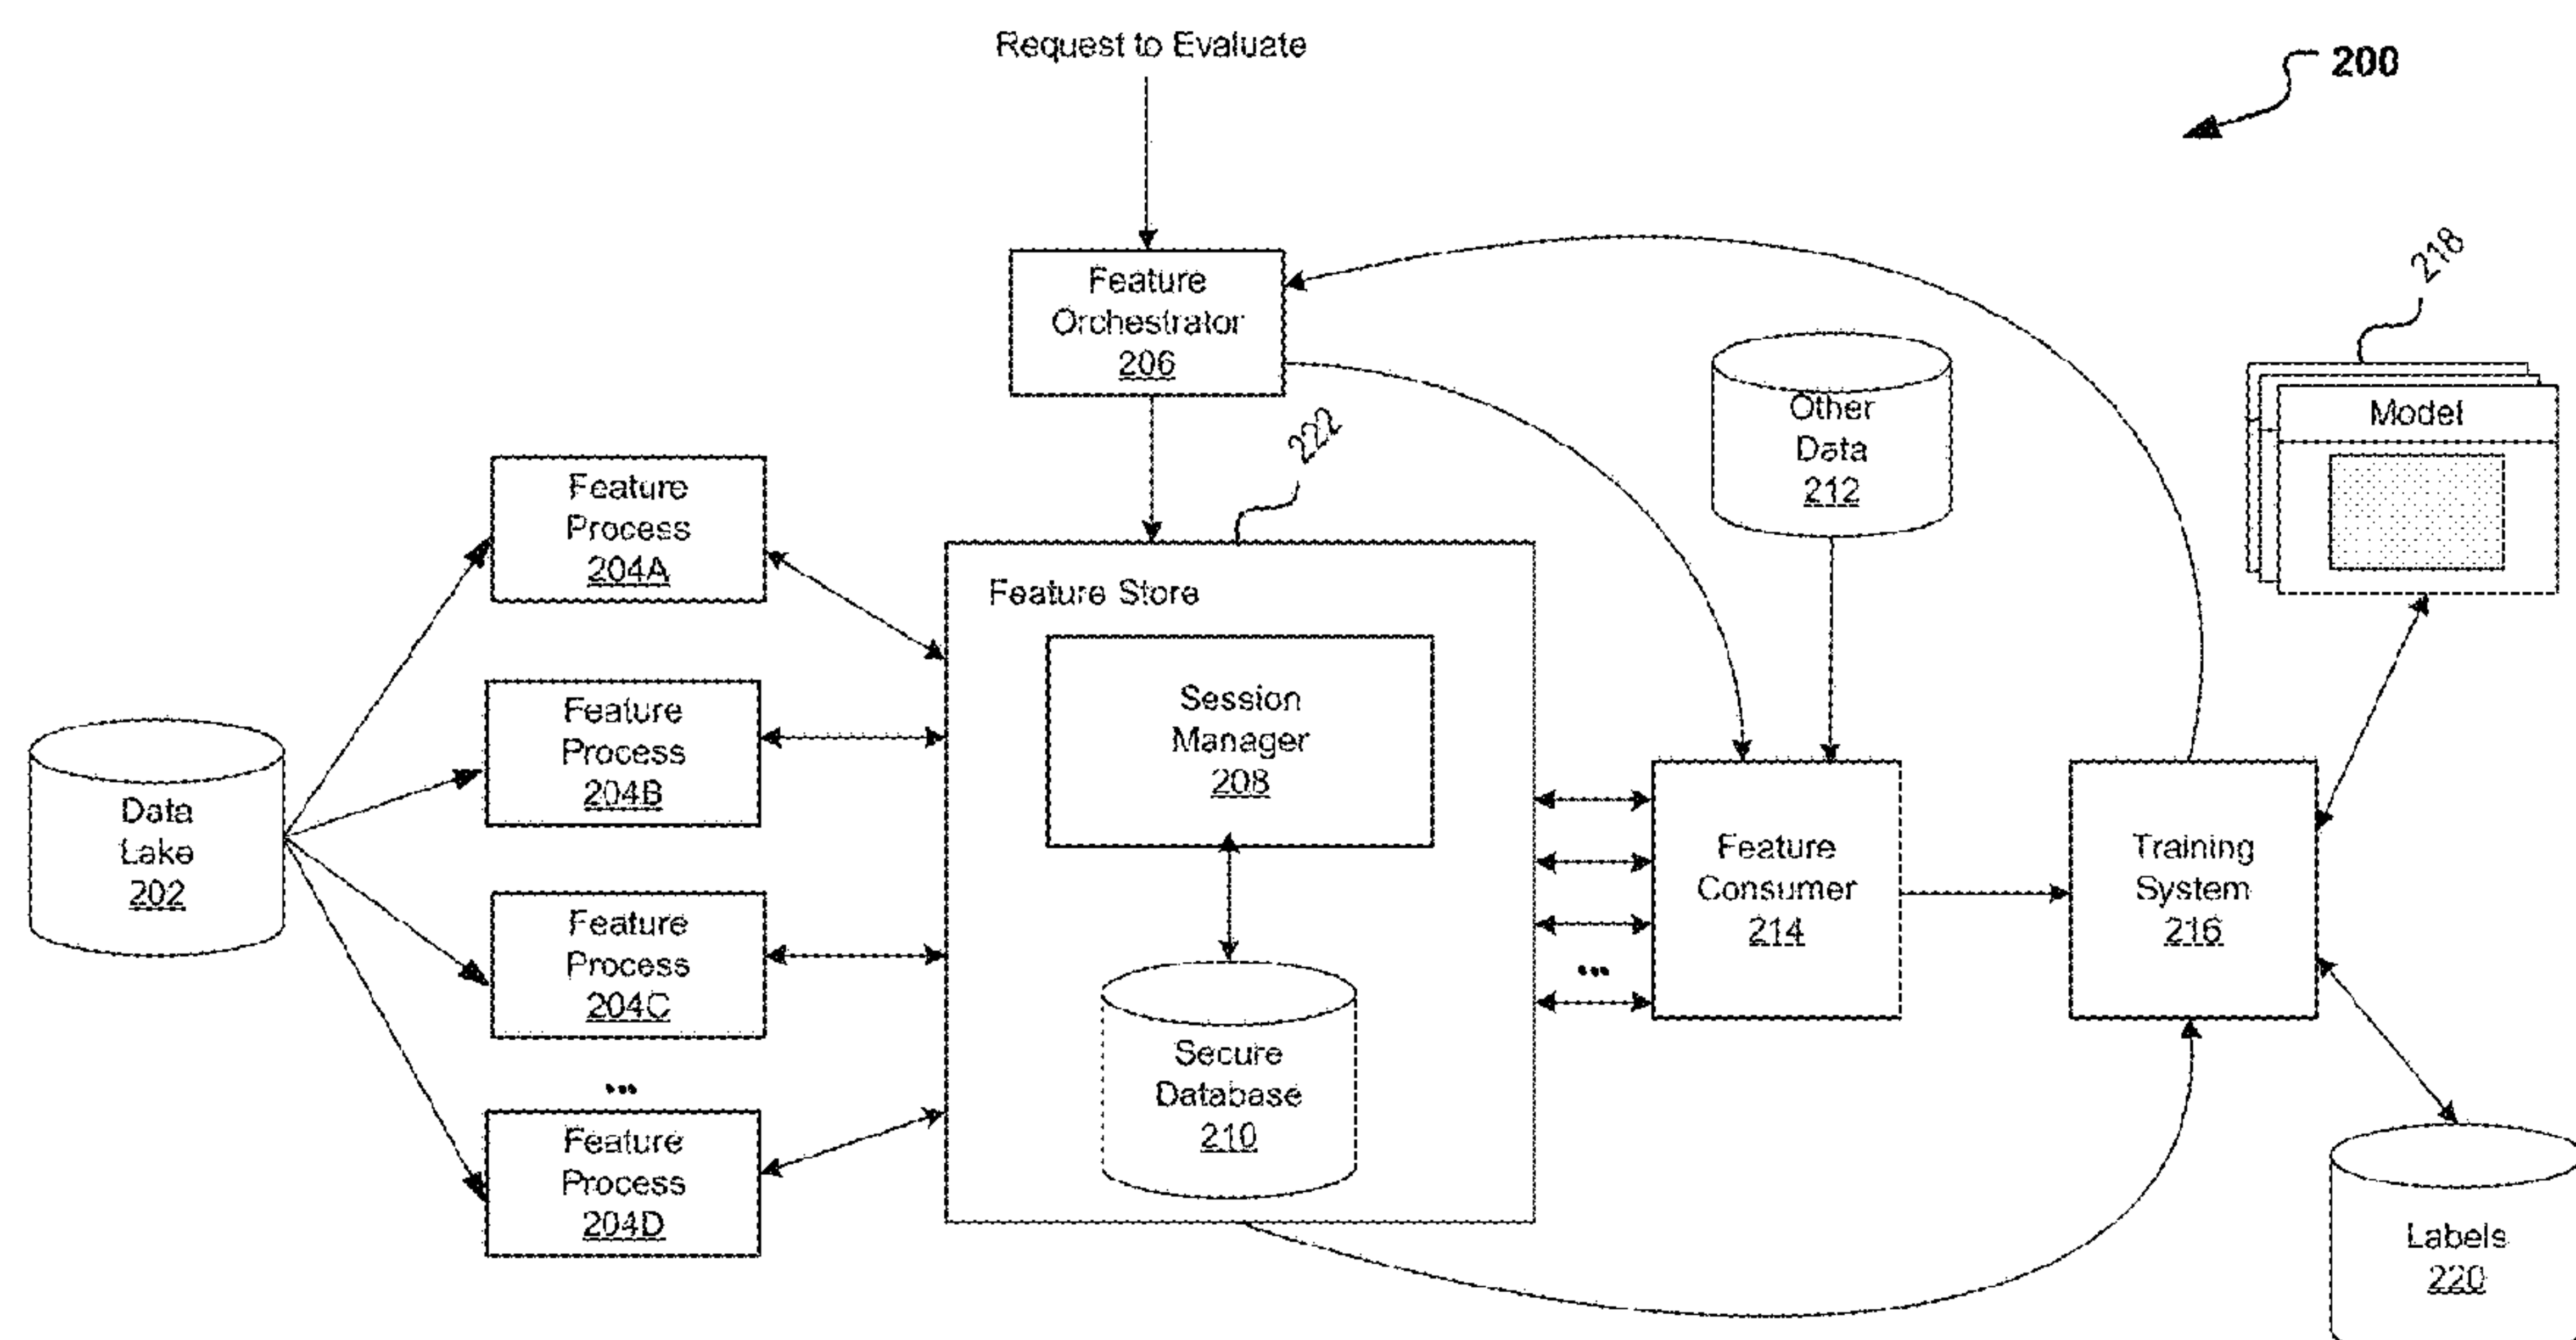 Request to Evaluate
200
Feature
Orchestrator
206
218
Other
Data
212
Model
222
Feature
Process
204A
Feature Store
Session
Manager
208
Feature
Process
204B
Data
Lake
202
Feature
Consumer
214
Training
System
216
Feature
Process
204C
...
...
Secure
Database
210
Feature
Process
204D
Labels
220